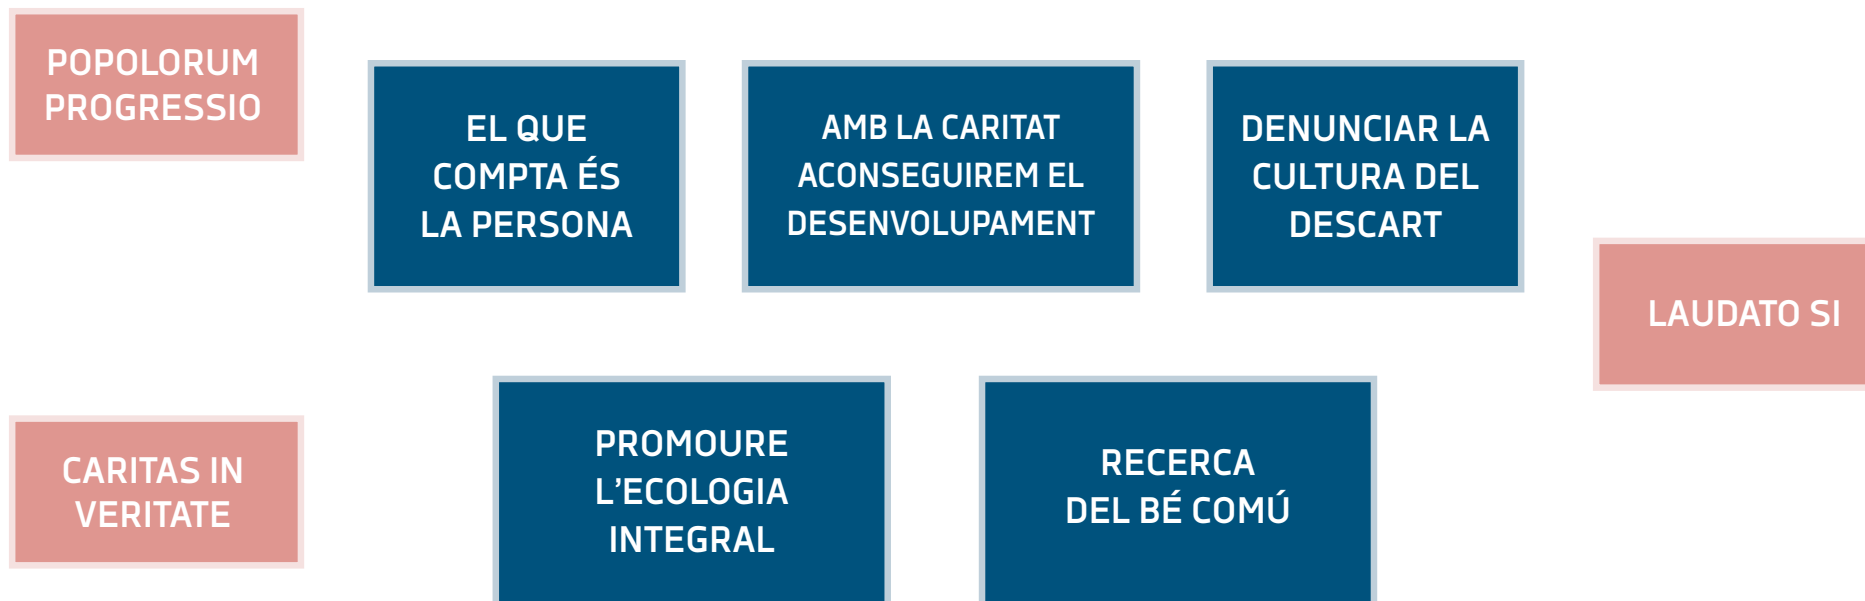 POPOLORUM
PROGRESSIO
EL QUE
COMPTA ÉS
LA PERSONA
AMB LA CARITAT
ACONSEGUIREM EL
DESENVOLUPAMENT
DENUNCIAR LA
CULTURA DEL
DESCART
LAUDATO SI
CARITAS IN
VERITATE
PROMOURE
L’ECOLOGIA
INTEGRAL
RECERCA
DEL BÉ COMÚ